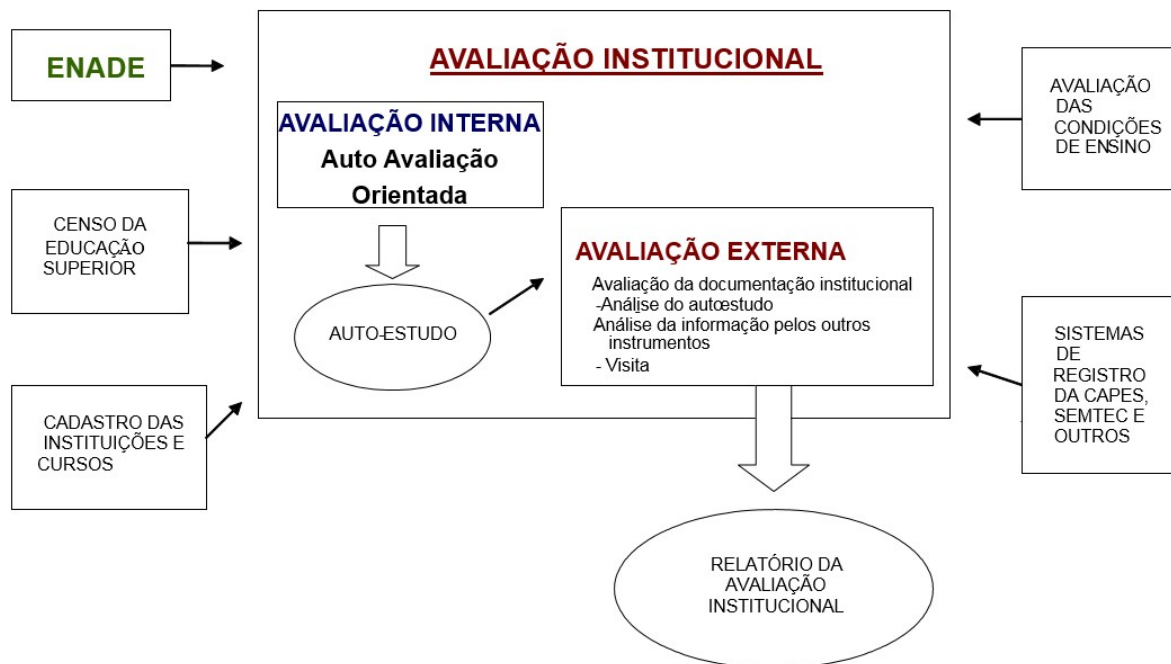 ENADE
CENSO DA
EDUCAÇÃO
SUPERIOR
CADASTRO DAS
INSTITUIÇÕES E
CURSOS
AVALIAÇÃO INSTITUCIONAL
AVALIAÇÃO INTERNA
Auto Avaliação
Orientada
AUTO-ESTUDO
AVALIAÇÃO EXTERNA
Avaliação da documentação institucional
-Análise do autoestudo
Análise da informação pelos outros
instrumentos
- Visita
AVALIAÇÃO
DAS
CONDIÇÕES
DE ENSINO
SISTEMAS
DE
REGISTRO
DA CAPES,
SEMTEC E
OUTROS
RELATÓRIO DA
AVALIAÇÃO
INSTITUCIONAL